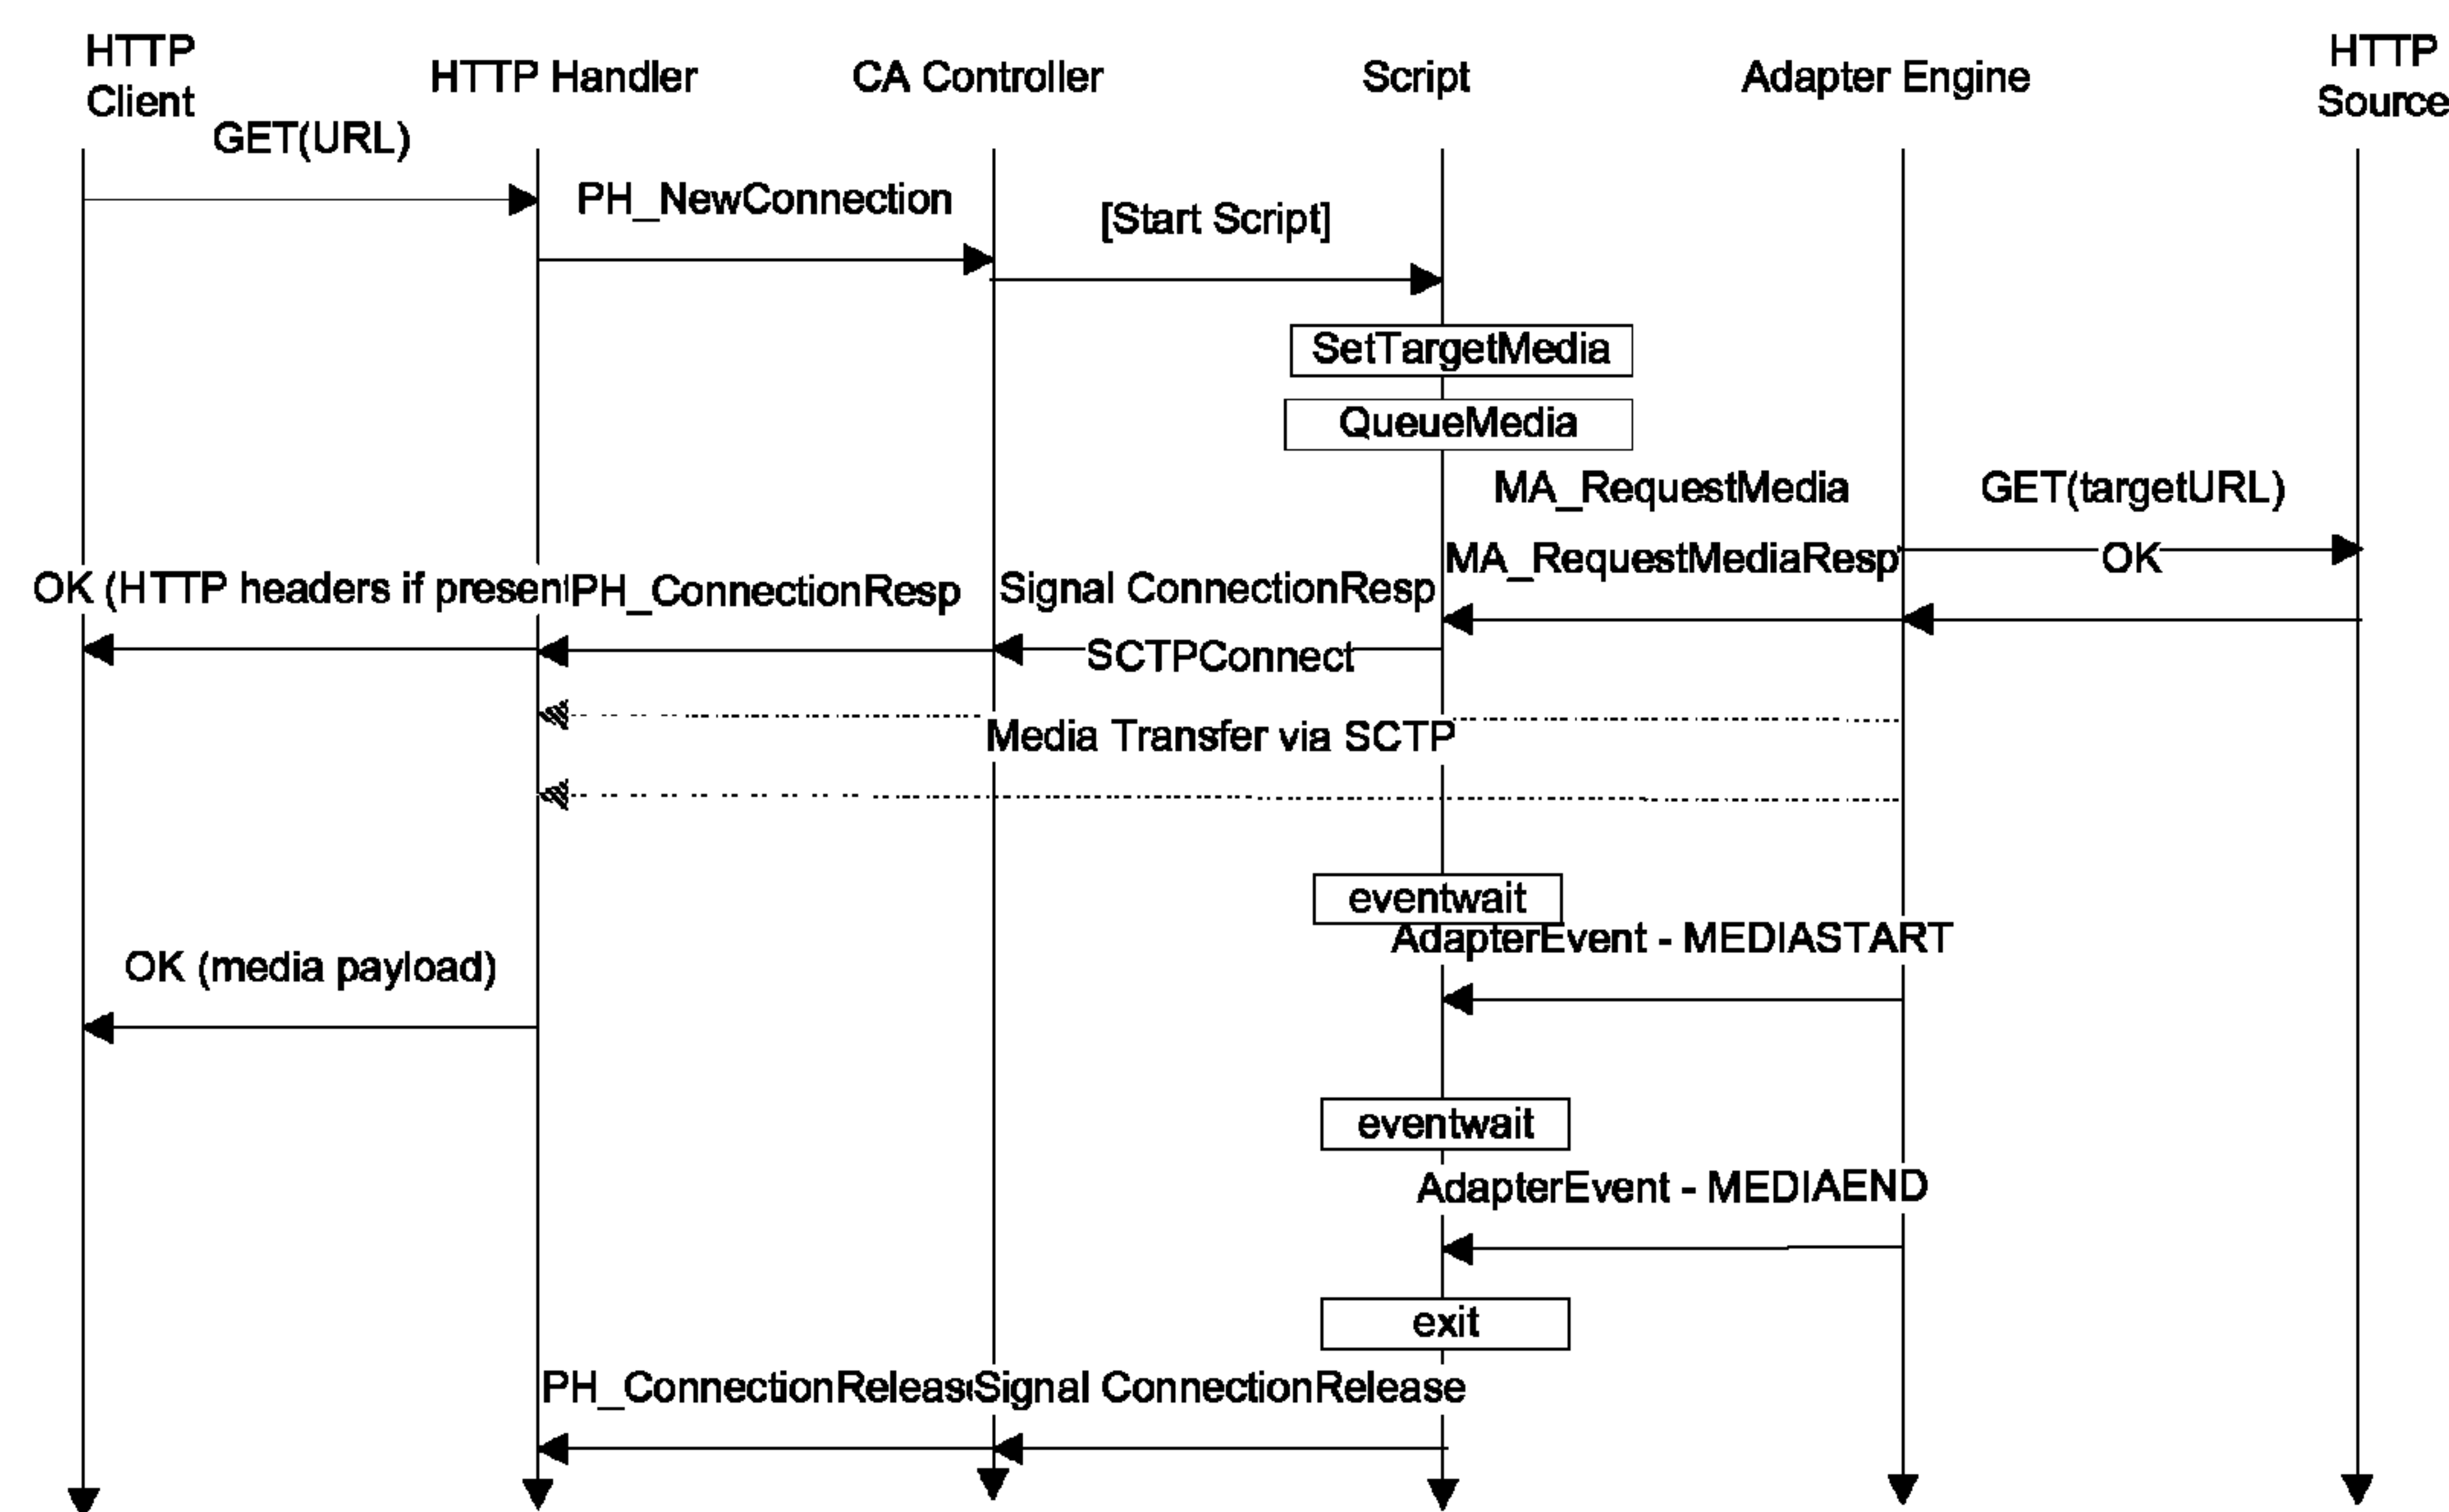 HTTP
Client
HTTP Handler
CA Controller
Script
Adapter Engine
HTTP
Source
GET(URL)
PH_NewConnection
[Start Script]
SetTargetMedia
QueueMedia
MA_RequestMedia
GET(targetURL)
MA_RequestMediaResp
OK
OK (HTTP headers if present
PH_ConnectionResp
Signal ConnectionResp
SCTPConnect
Media Transfer via SCTP
eventwait
AdapterEvent - MEDIASTART
OK (media payload)
eventwait
AdapterEvent - MEDIAEND
exit
PH_ConnectionRelease
Signal ConnectionRelease